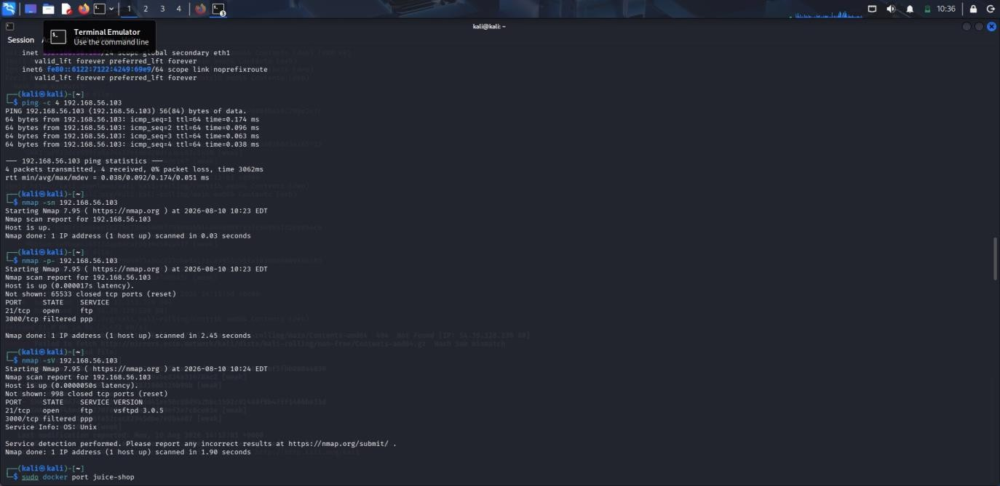 1 2 3 4
10:36
kali@kali: ~
Terminal Emulator
Use the command line
Session
inet /24 scope global secondary eth1
valid_lft forever preferred_lft forever
inet6 fe80::6122:7122:4249:69e9/64 scope link noprefixroute
valid_lft forever preferred_lft forever
┌──(kali㉿kali)-[~]
└─$ ping -c 4 192.168.56.103
PING 192.168.56.103 (192.168.56.103) 56(84) bytes of data.
64 bytes from 192.168.56.103: icmp_seq=1 ttl=64 time=0.174 ms
64 bytes from 192.168.56.103: icmp_seq=2 ttl=64 time=0.096 ms
64 bytes from 192.168.56.103: icmp_seq=3 ttl=64 time=0.063 ms
64 bytes from 192.168.56.103: icmp_seq=4 ttl=64 time=0.038 ms
--- 192.168.56.103 ping statistics ---
4 packets transmitted, 4 received, 0% packet loss, time 3062ms
rtt min/avg/max/mdev = 0.038/0.092/0.174/0.051 ms
┌──(kali㉿kali)-[~]
└─$ nmap -sn 192.168.56.103
Starting Nmap 7.95 ( https://nmap.org ) at 2026-08-10 10:23 EDT
Nmap scan report for 192.168.56.103
Host is up.
Nmap done: 1 IP address (1 host up) scanned in 0.03 seconds
┌──(kali㉿kali)-[~]
└─$ nmap -p- 192.168.56.103
Starting Nmap 7.95 ( https://nmap.org ) at 2026-08-10 10:23 EDT
Nmap scan report for 192.168.56.103
Host is up (0.000017s latency).
Not shown: 65533 closed tcp ports (reset)
PORT STATE SERVICE
21/tcp open ftp
3000/tcp filtered ppp
Nmap done: 1 IP address (1 host up) scanned in 2.45 seconds
┌──(kali㉿kali)-[~]
└─$ nmap -sV 192.168.56.103
Starting Nmap 7.95 ( https://nmap.org ) at 2026-08-10 10:24 EDT
Nmap scan report for 192.168.56.103
Host is up (0.0000050s latency).
Not shown: 998 closed tcp ports (reset)
PORT STATE SERVICE VERSION
21/tcp open ftp vsftpd 3.0.5
3000/tcp filtered ppp
Service Info: OS: Unix
Service detection performed. Please report any incorrect results at https://nmap.org/submit/ .
Nmap done: 1 IP address (1 host up) scanned in 1.90 seconds
┌──(kali㉿kali)-[~]
└─$ sudo docker port juice-shop